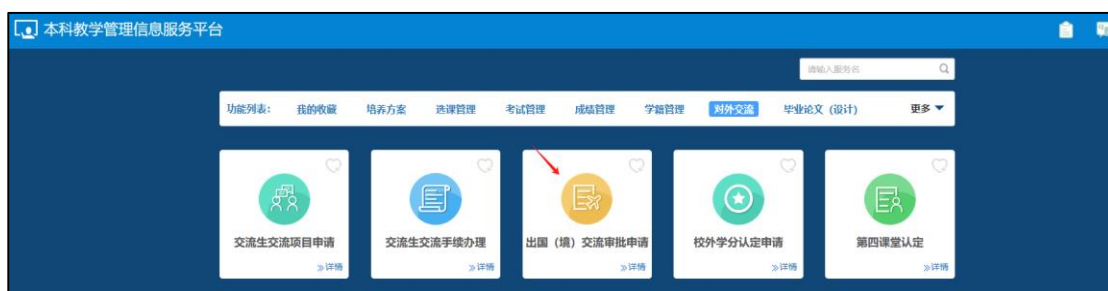 本科教学管理信息服务平台
请输入服务名
功能列表: 我的收藏 培养方案 选课管理 考试管理 成绩管理 学籍管理 对外交流 毕业论文（设计） 更多
交流生交流项目申请 交流生交流手续办理 出国（境）交流审批申请 校外学分认定申请 第四课堂认定
»详情 »详情 »详情 »详情 »详情